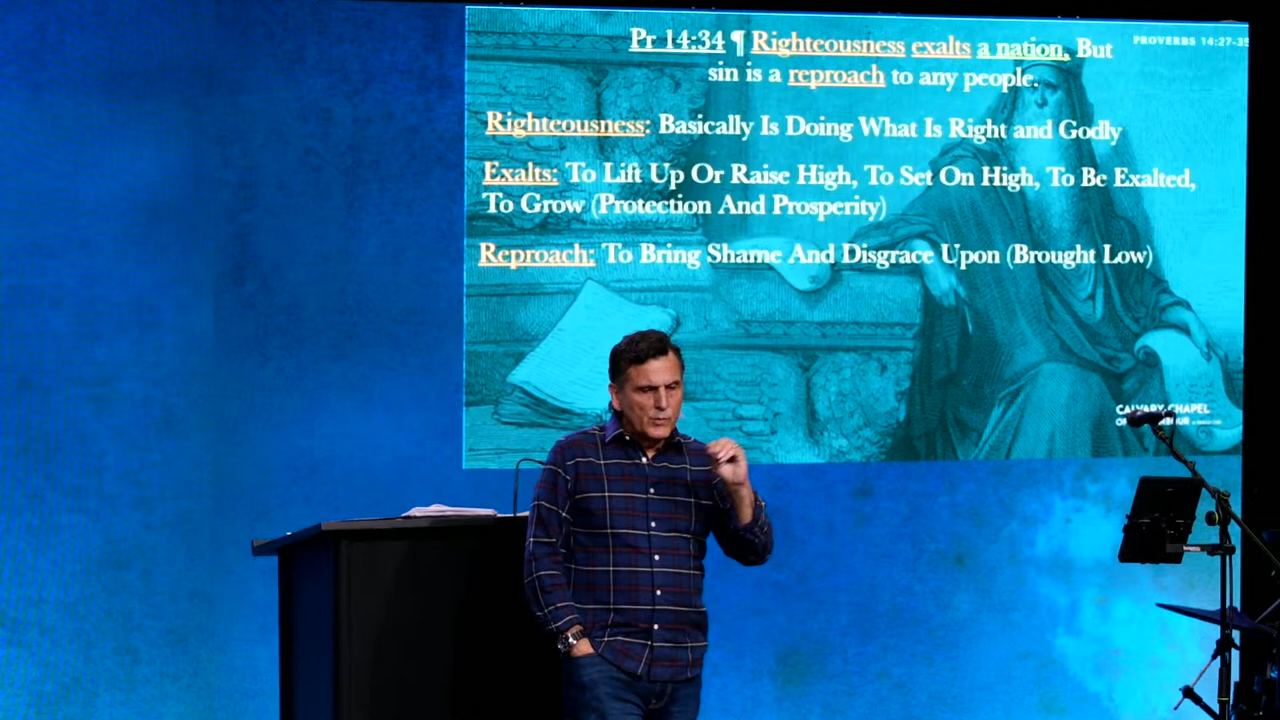 Pr 14:34 ¶ Righteousness exalts a nation, But
PROVERBS 14:27-35
sin is a reproach to any people.
Righteousness: Basically Is Doing What Is Right and Godly
Exalts: To Lift Up Or Raise High, To Set On High, To Be Exalted,
To Grow (Protection And Prosperity)
Reproach: To Bring Shame And Disgrace Upon (Brought Low)
CALVARY CHAPEL